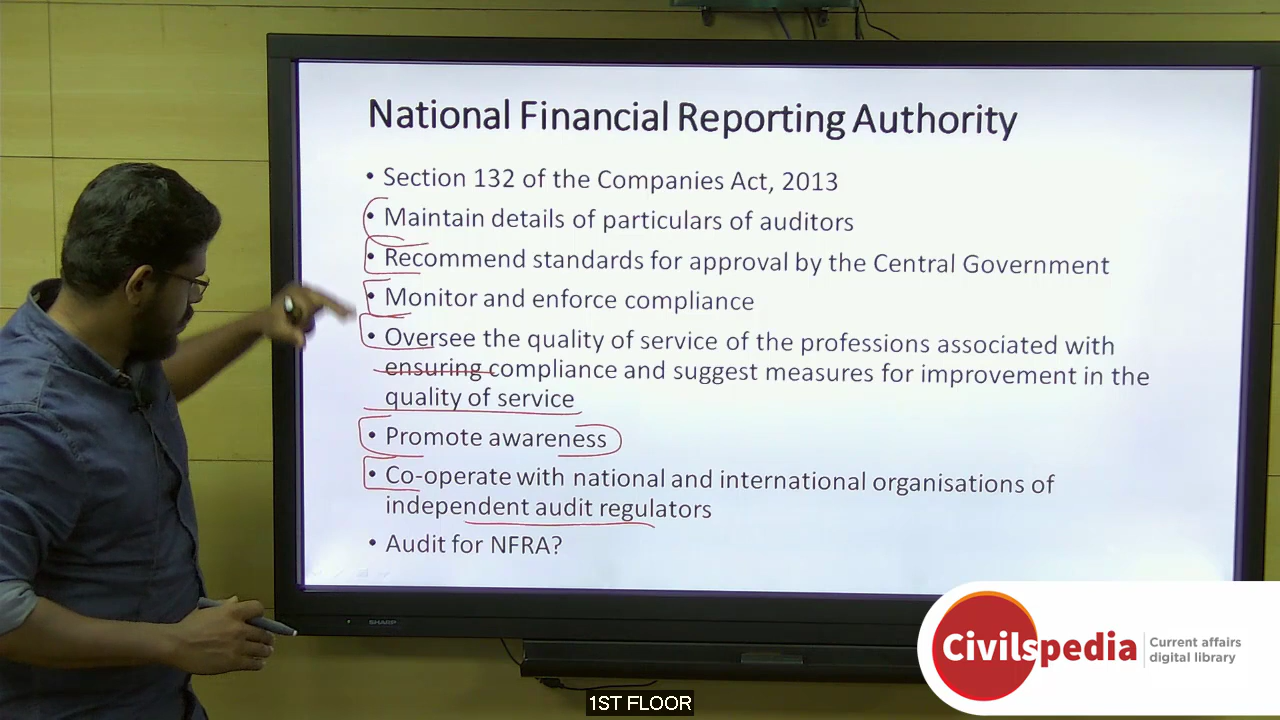 National Financial Reporting Authority
• Section 132 of the Companies Act, 2013
• Maintain details of particulars of auditors
• Recommend standards for approval by the Central Government
• Monitor and enforce compliance
• Oversee the quality of service of the professions associated with
ensuring compliance and suggest measures for improvement in the
quality of service
• Promote awareness
• Co-operate with national and international organisations of
independent audit regulators
• Audit for NFRA?
SHARP
Civilspedia
Current affairs
digital library
1ST FLOOR